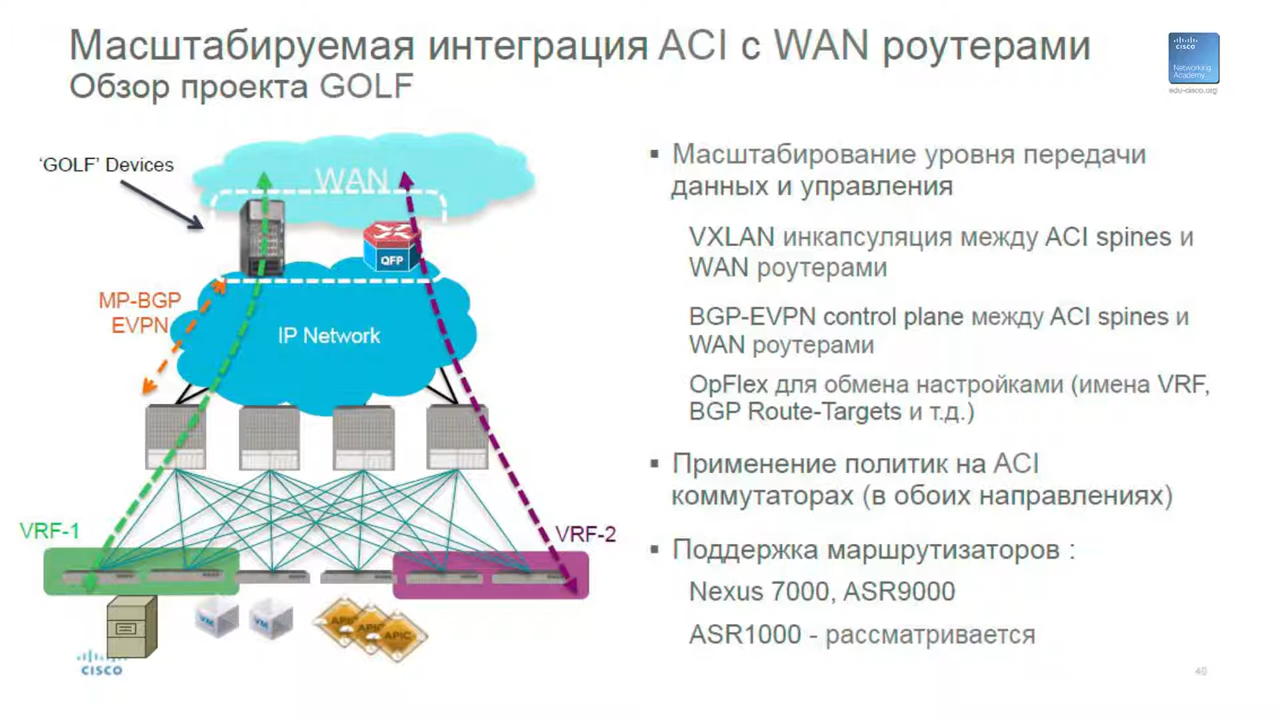 Масштабируемая интеграция ACI с WAN роутерами
Обзор проекта GOLF
cisco
Networking
Academy
edu-cisco.org
'GOLF' Devices
WAN
QFP
MP-BGP
EVPN
IP Network
VRF-1
VRF-2
VM
VM
APIC
APIC
CISCO
▪ Масштабирование уровня передачи
данных и управления
VXLAN инкапсуляция между ACI spines и
WAN роутерами
BGP-EVPN control plane между ACI spines и
WAN роутерами
OpFlex для обмена настройками (имена VRF,
BGP Route-Targets и т.д.)
▪ Применение политик на ACI
коммутаторах (в обоих направлениях)
▪ Поддержка маршрутизаторов :
Nexus 7000, ASR9000
ASR1000 - рассматривается
40